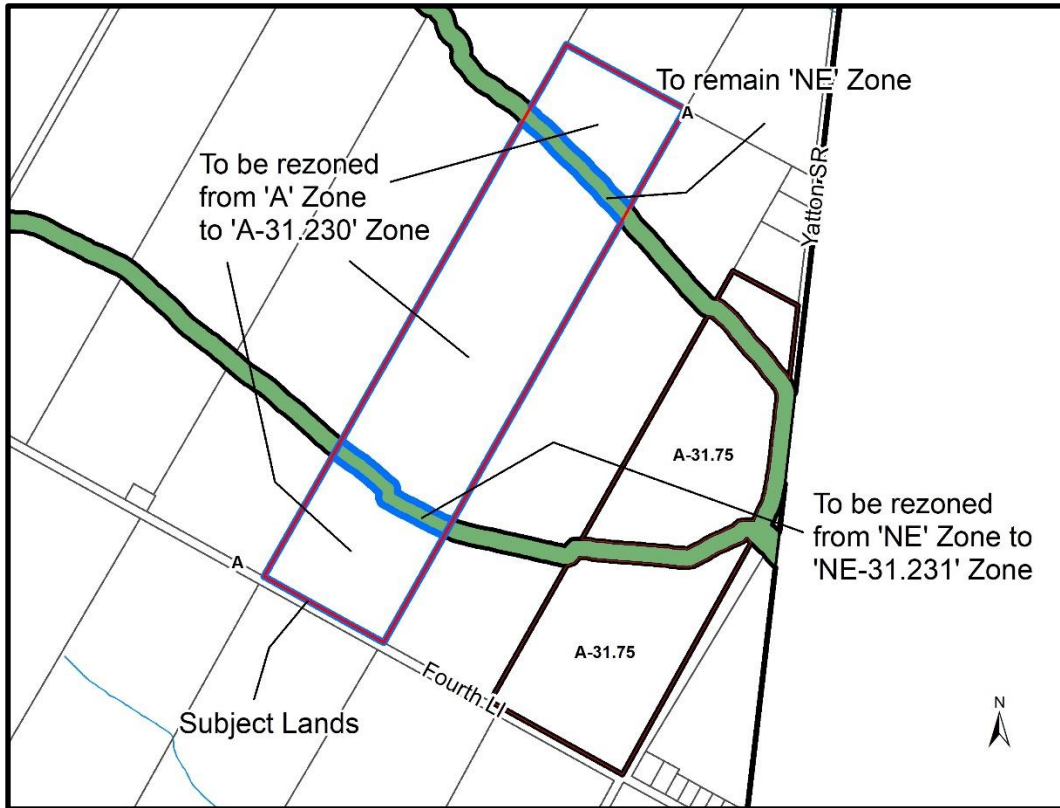 To remain 'NE' Zone
A
To be rezoned
from 'A' Zone
to 'A-31.230' Zone
Yatton SR
A-31.75
To be rezoned
from 'NE' Zone to
'NE-31.231' Zone
A
A-31.75
Fourth LI
Subject Lands
N